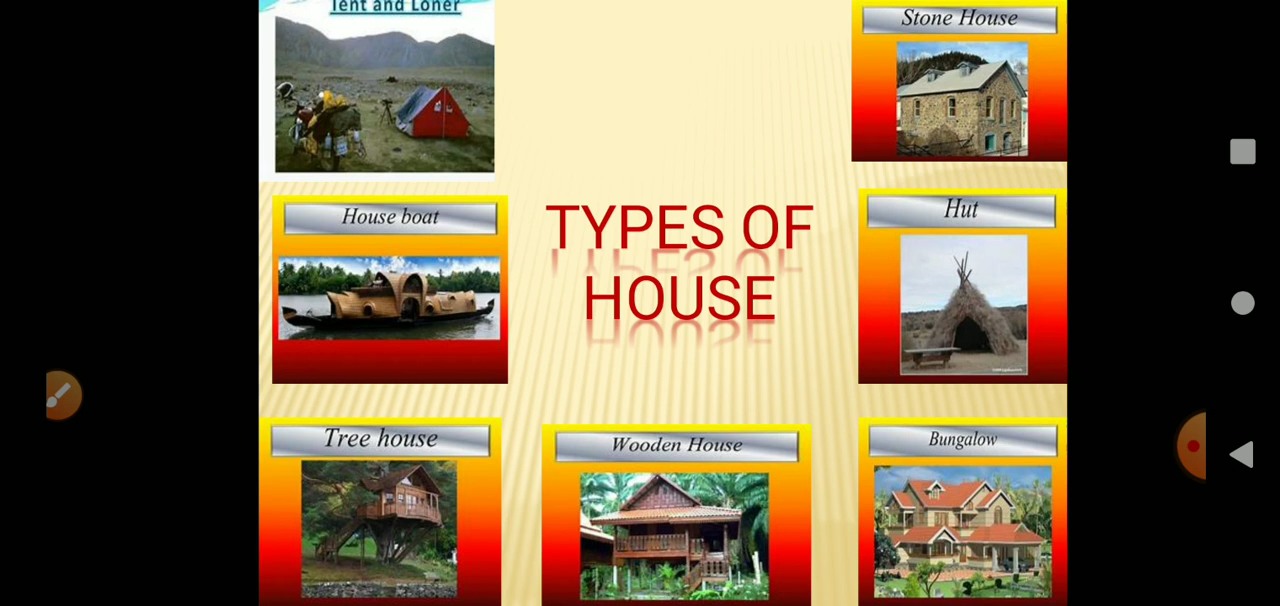 Tent and Loner
Stone House
House boat
TYPES OF
HOUSE
Hut
Tree house
Wooden House
Bungalow